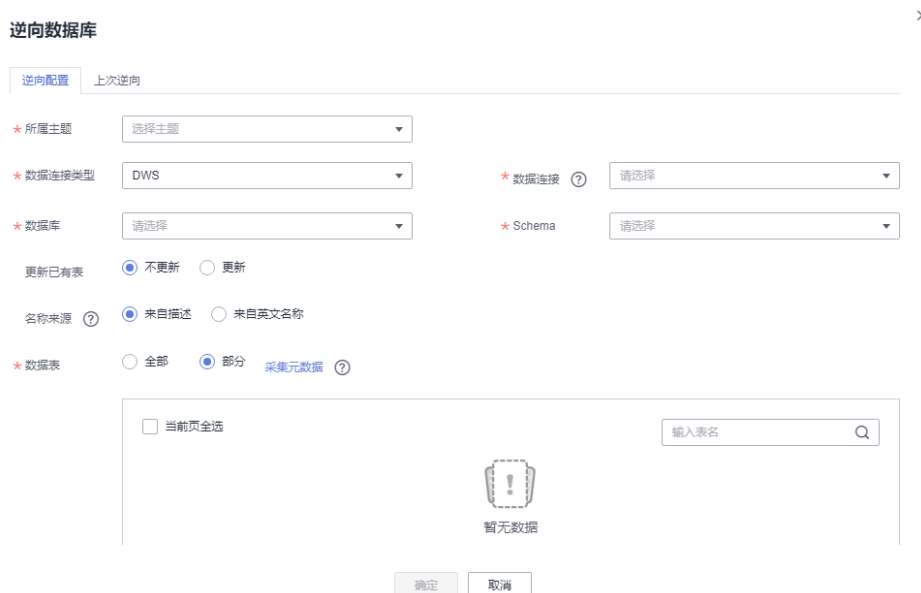 逆向数据库
逆向配置 上次逆向
* 所属主题 选择主题
* 数据连接类型 DWS * 数据连接 ? 请选择
* 数据库 请选择 * Schema 请选择
更新已有表 不更新 更新
名称来源 ? 来自描述 来自英文名称
* 数据表 全部 部分 采集元数据 ?
当前页全选 输入表名
暂无数据
确定 取消